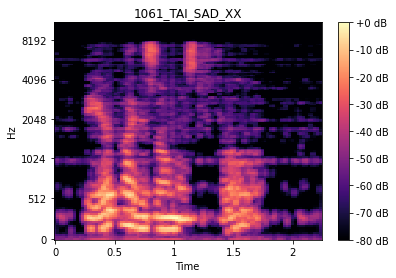 1061_TAI_SAD_XX
+0 dB
8192
-10 dB
4096
-20 dB
-30 dB
2048
Hz
-40 dB
1024
-50 dB
512
-60 dB
-70 dB
0
-80 dB
0
0.5
1
1.5
2
Time